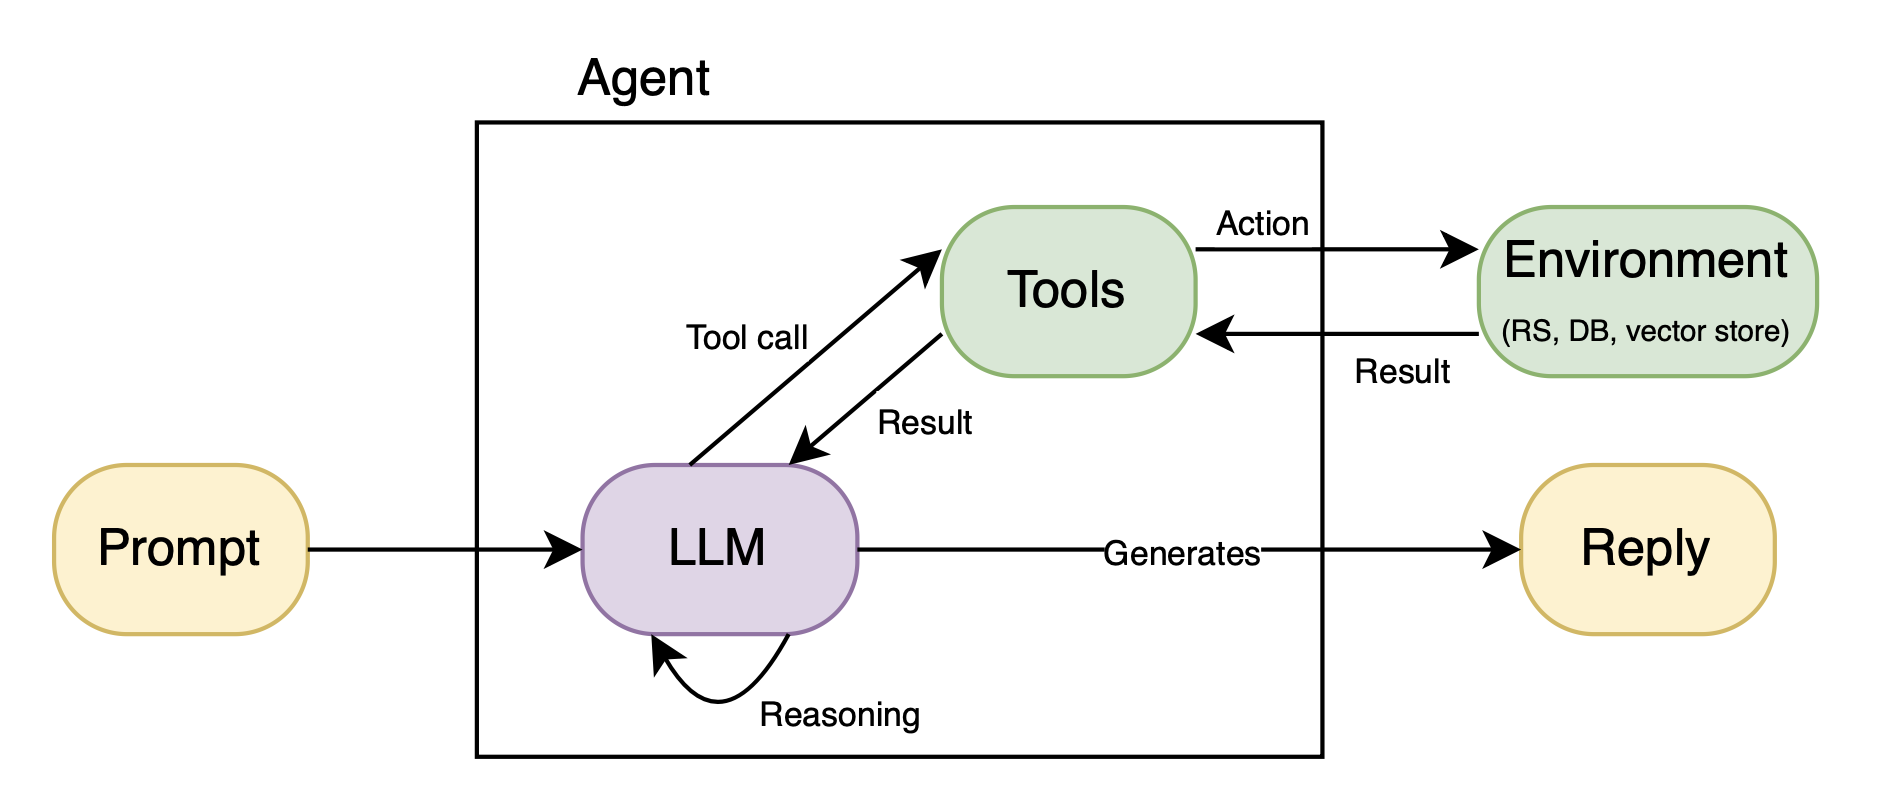 Agent
Action
Tools
Environment
(RS, DB, vector store)
Tool call
Result
Result
Prompt
LLM
Generates
Reply
Reasoning